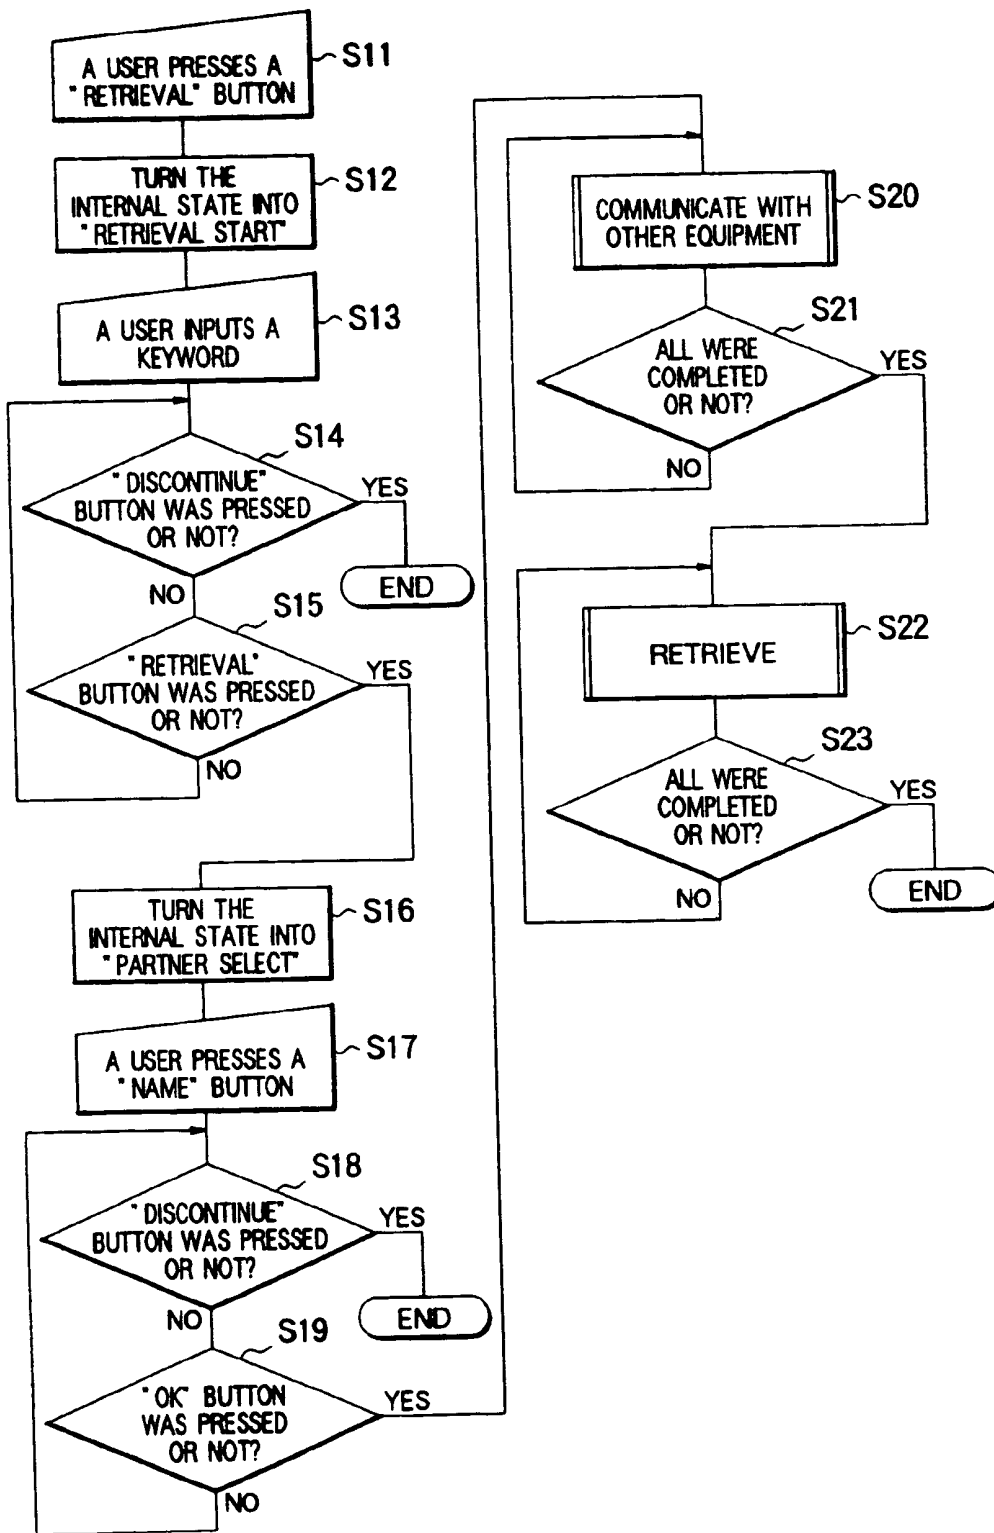 A USER PRESSES A
"RETRIEVAL" BUTTON
S11
TURN THE
INTERNAL STATE INTO
"RETRIEVAL START"
S12
A USER INPUTS A
KEYWORD
S13
S14
"DISCONTINUE"
BUTTON WAS PRESSED
OR NOT?
YES
END
NO
S15
"RETRIEVAL"
BUTTON WAS PRESSED
OR NOT?
YES
NO
TURN THE
INTERNAL STATE INTO
"PARTNER SELECT"
S16
A USER PRESSES A
"NAME" BUTTON
S17
S18
"DISCONTINUE"
BUTTON WAS PRESSED
OR NOT?
YES
END
NO
S19
"OK" BUTTON
WAS PRESSED
OR NOT?
YES
NO
COMMUNICATE WITH
OTHER EQUIPMENT
S20
S21
ALL WERE
COMPLETED
OR NOT?
YES
NO
RETRIEVE
S22
S23
ALL WERE
COMPLETED
OR NOT?
YES
NO
END